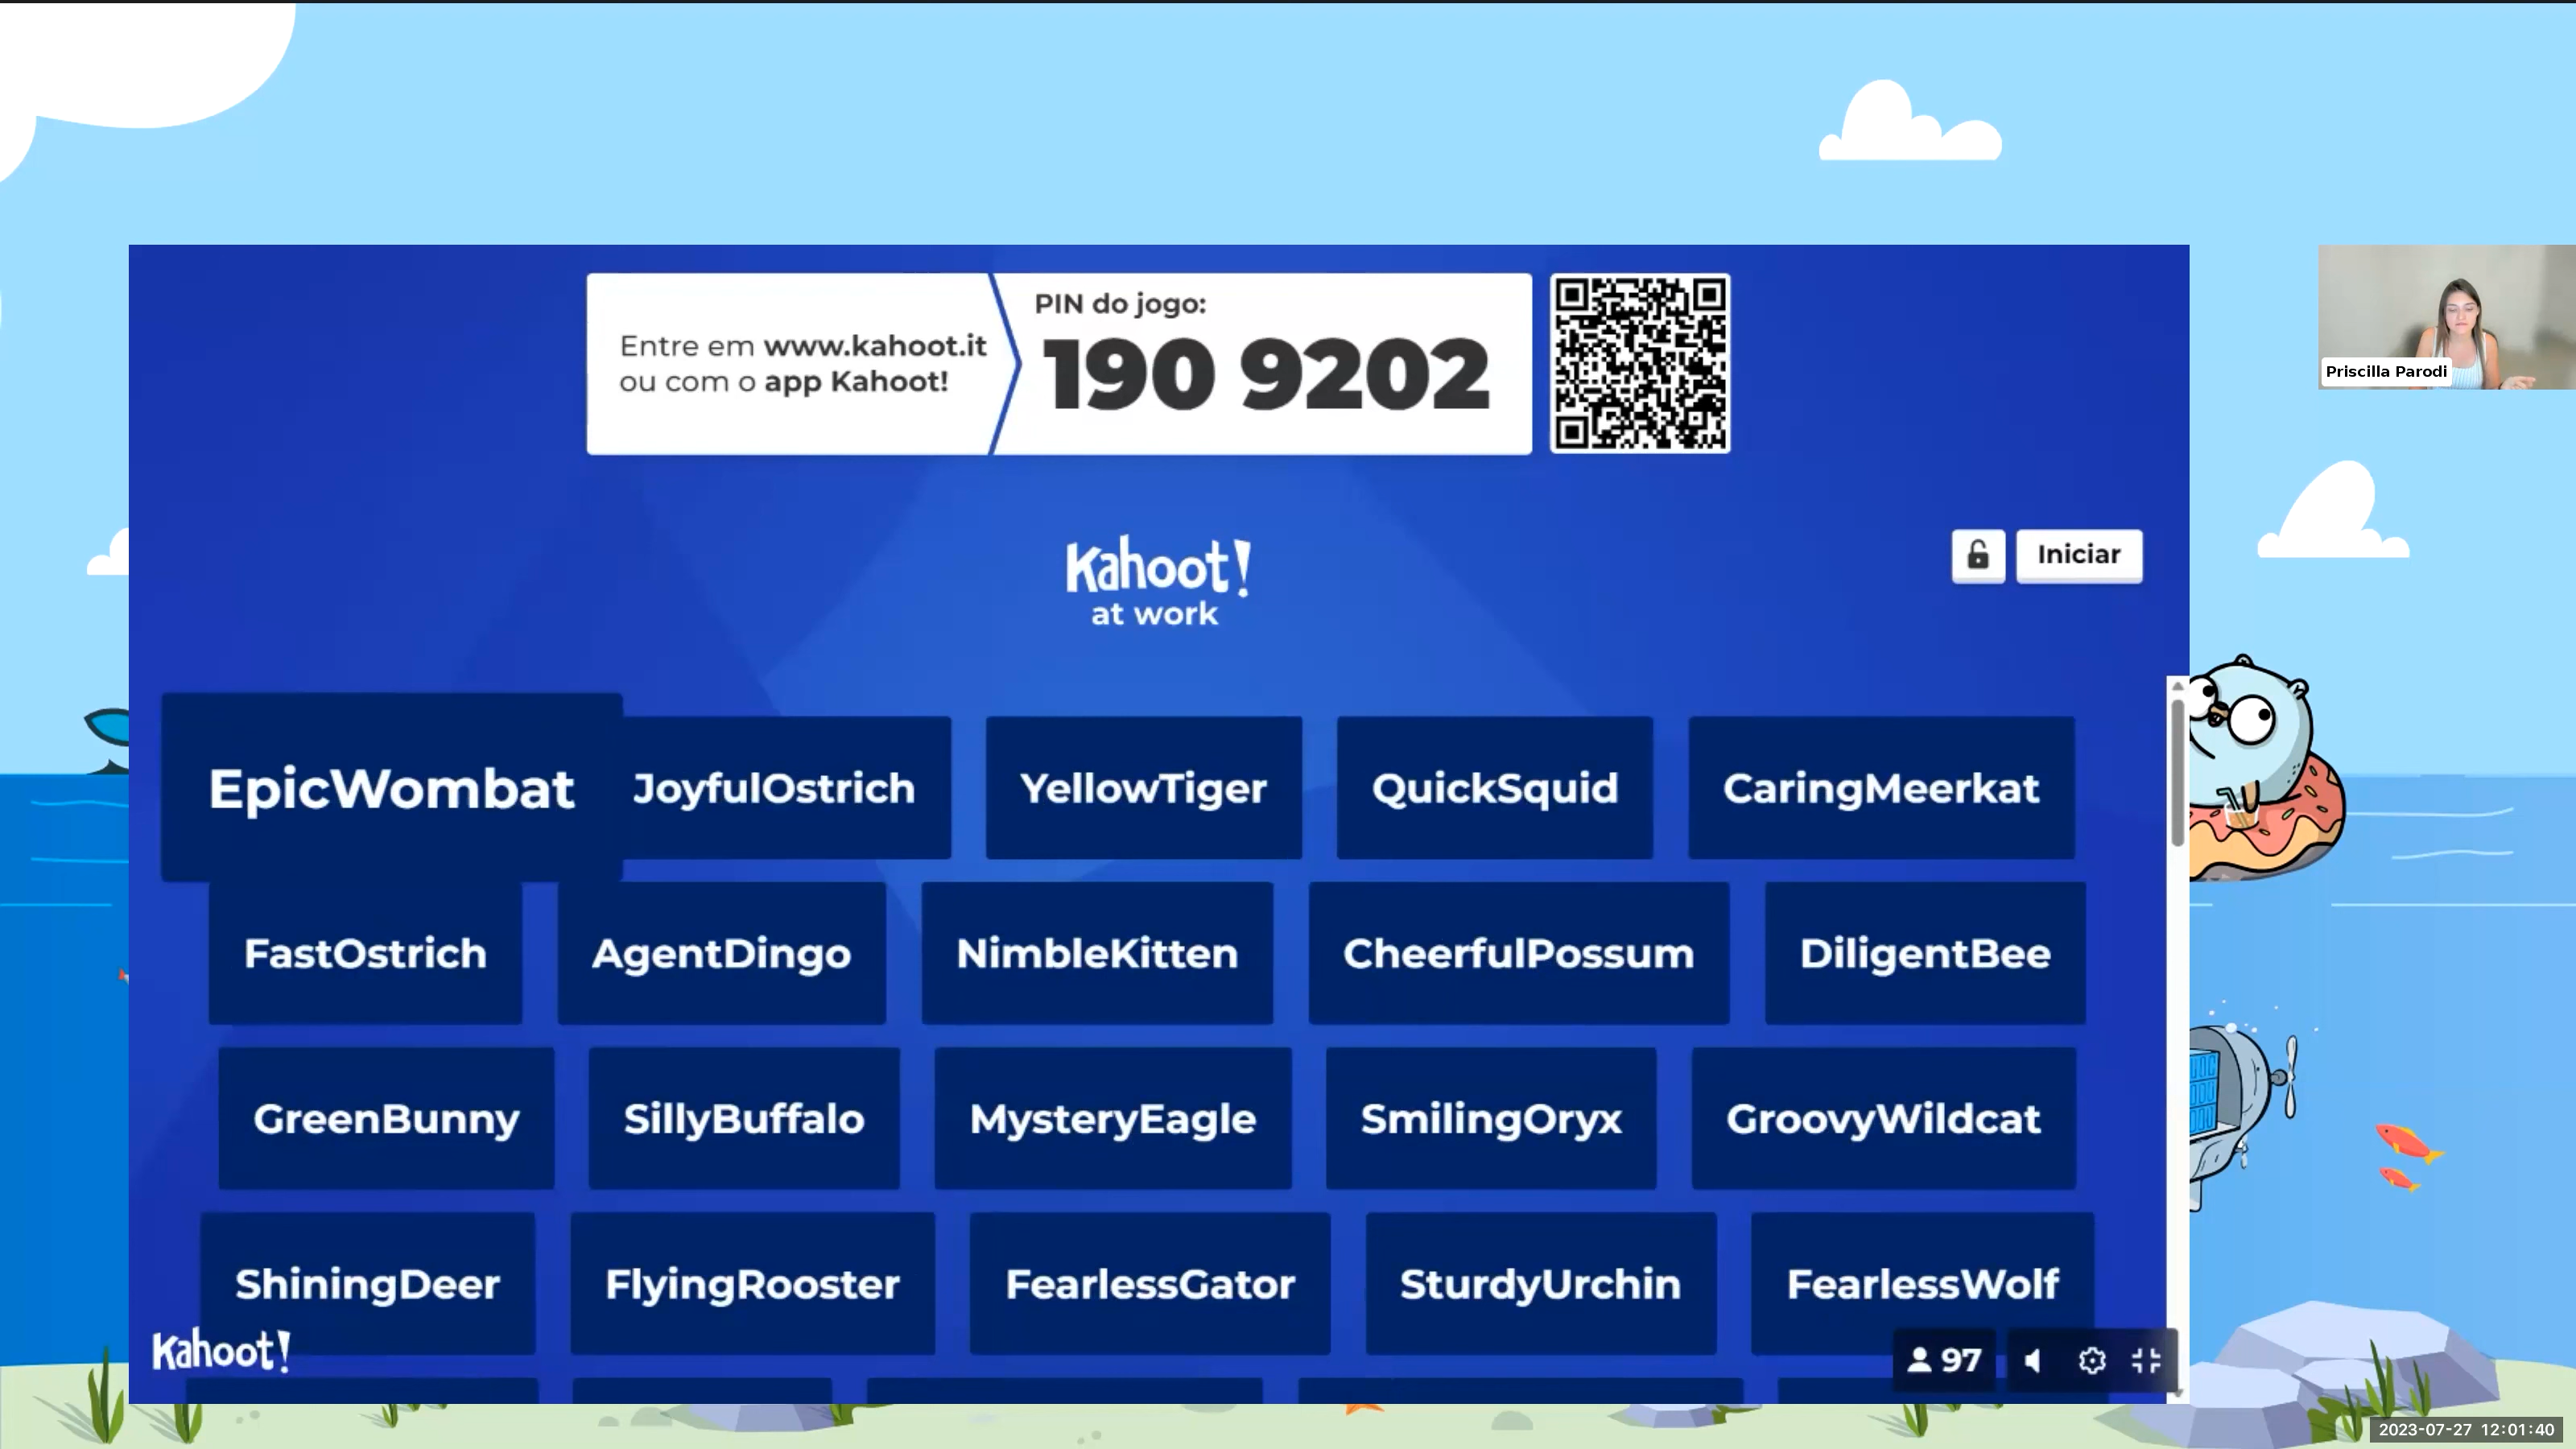 PIN do jogo:
Entre em www.kahoot.it
ou com o app Kahoot!
190 9202
Priscilla Parodi
Kahoot!
at work
Iniciar
EpicWombat
JoyfulOstrich
YellowTiger
QuickSquid
CaringMeerkat
FastOstrich
AgentDingo
NimbleKitten
CheerfulPossum
DiligentBee
GreenBunny
SillyBuffalo
MysteryEagle
SmilingOryx
GroovyWildcat
ShiningDeer
FlyingRooster
FearlessGator
SturdyUrchin
FearlessWolf
Kahoot!
97
2023-07-27 12:01:40